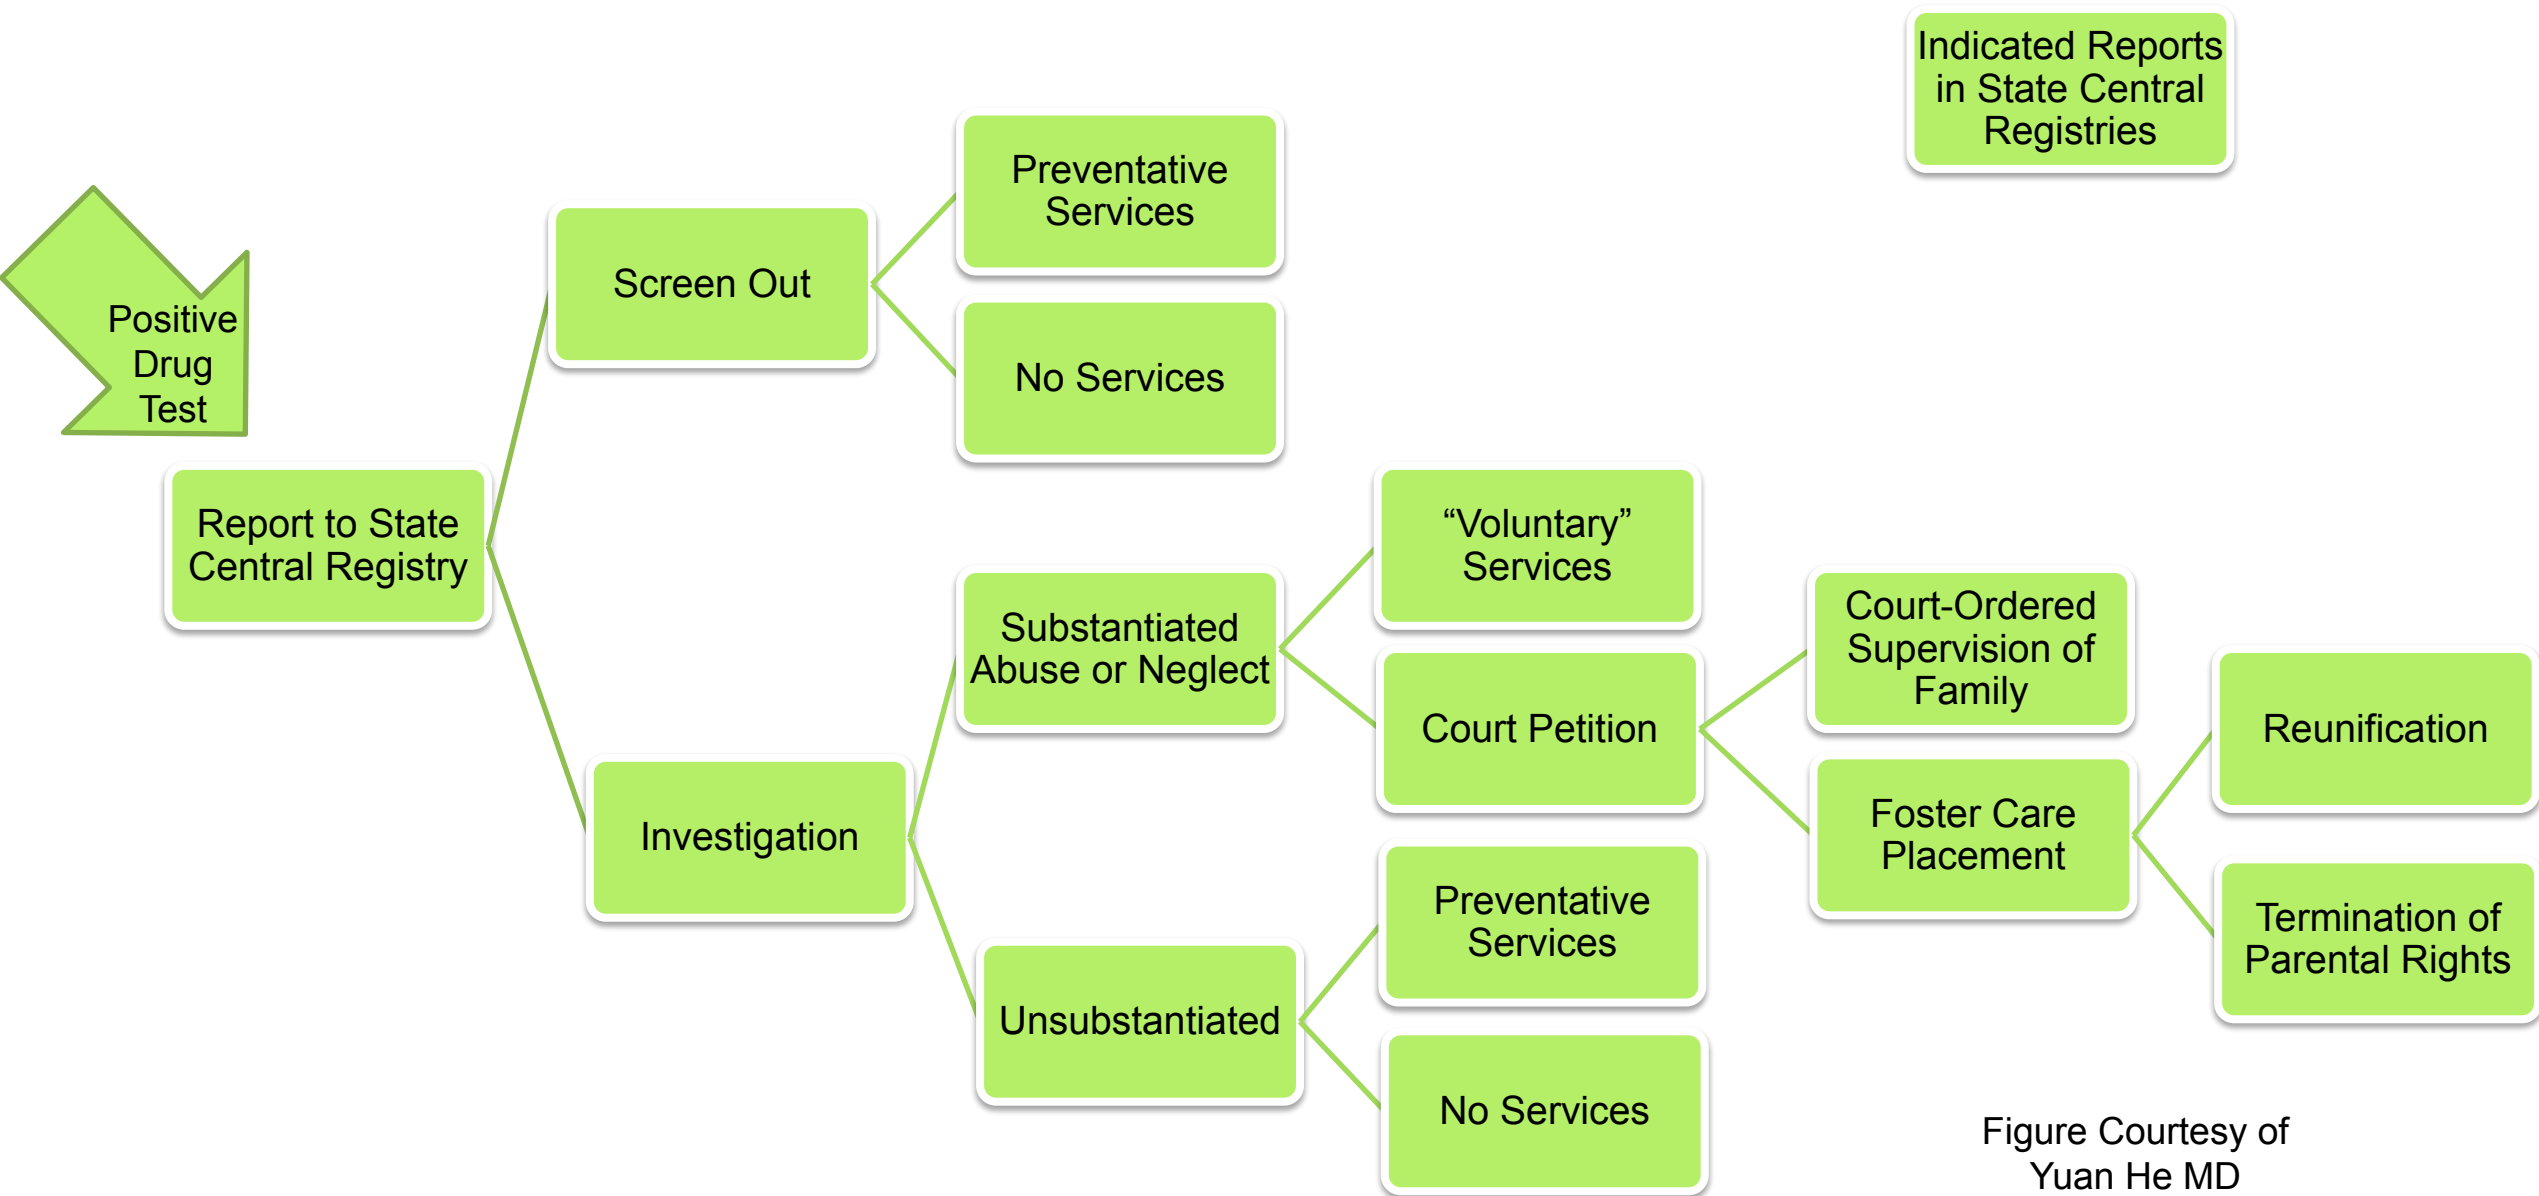 Indicated Reports
in State Central
Registries
Positive
Drug
Test
Report to State
Central Registry
Screen Out
Preventative
Services
No Services
Investigation
Substantiated
Abuse or Neglect
“Voluntary”
Services
Court Petition
Court-Ordered
Supervision of
Family
Foster Care
Placement
Reunification
Termination of
Parental Rights
Unsubstantiated
Preventative
Services
No Services
Figure Courtesy of
Yuan He MD